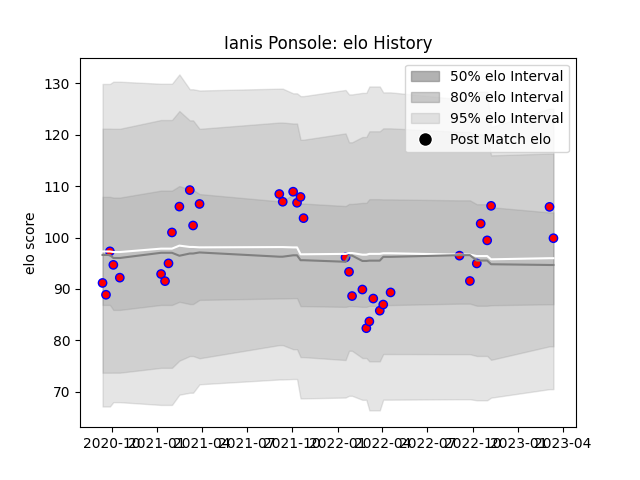 Ianis Ponsole: elo History
50% elo Interval
80% elo Interval
95% elo Interval
Post Match elo
elo score
130
120
110
100
90
80
70
2020-10 2021-01 2021-04 2021-07 2021-10 2022-01 2022-04 2022-07 2022-10 2023-01 2023-04